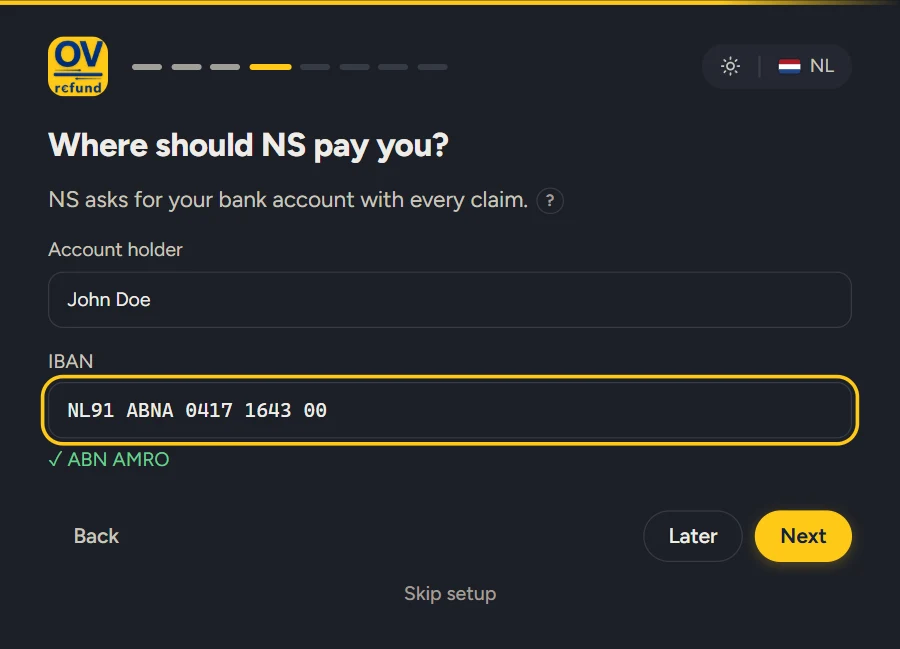 OV
refund
NL
Where should NS pay you?
NS asks for your bank account with every claim. ?
Account holder
John Doe
IBAN
NL91 ABNA 0417 1643 00
✓ ABN AMRO
Back
Later
Next
Skip setup